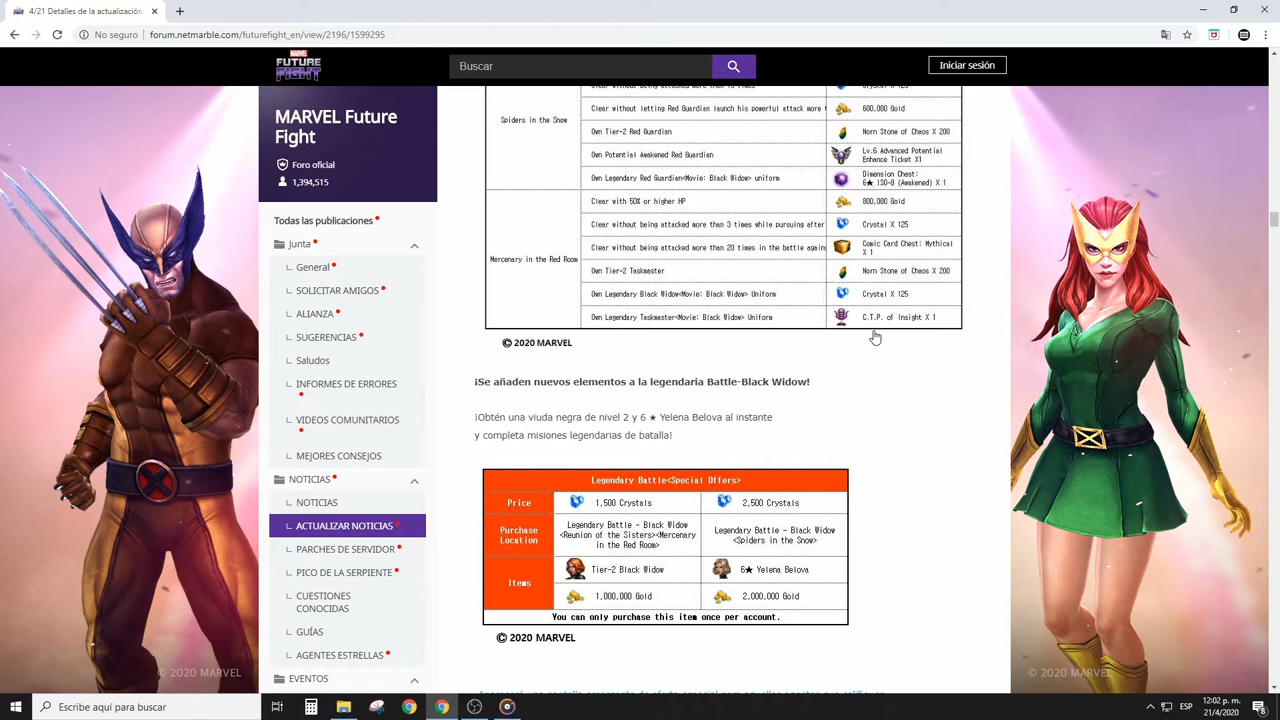 4/21 Detalles de la actualización
No seguro
forum.netmarble.com/futurefight_en/view/2196/1599295
MARVEL
FUTURE
FIGHT
Buscar
Iniciar sesión
MARVEL Future
Fight
Foro oficial
1,394,515
Todas las publicaciones
Junta
General
SOLICITAR AMIGOS
ALIANZA
SUGERENCIAS
Saludos
INFORMES DE ERRORES
VIDEOS COMUNITARIOS
MEJORES CONSEJOS
NOTICIAS
NOTICIAS
ACTUALIZAR NOTICIAS
PARCHES DE SERVIDOR
PICO DE LA SERPIENTE
CUESTIONES
CONOCIDAS
GUÍAS
AGENTES ESTRELLAS
EVENTOS
Spiders in the Snow
Clear without letting Red Guardian launch his powerful attack more
600,000 Gold
Own Tier-2 Red Guardian
Norn Stone of Chaos X 200
Own Potential Awakened Red Guardian
Lv.6 Advanced Potential
Enhance Ticket X1
Own Legendary Red Guardian<Movie: Black Widow> uniform
Dimension Chest:
6★ ISO-8 (Awakened) X 1
Mercenary in the Red Room
Clear with 50% or higher HP
800,000 Gold
Clear without being attacked more than 3 times while pursuing after
Crystal X 125
Clear without being attacked more than 20 times in the battle agains
Comic Card Chest: Mythical
X 1
Own Tier-2 Taskmaster
Norn Stone of Chaos X 200
Own Legendary Black Widow<Movie: Black Widow> Uniform
Crystal X 125
Own Legendary Taskmaster<Movie: Black Widow> Uniform
C.T.P. of Insight X 1
© 2020 MARVEL
¡Se añaden nuevos elementos a la legendaria Battle-Black Widow!
¡Obtén una viuda negra de nivel 2 y 6 ★ Yelena Belova al instante
y completa misiones legendarias de batalla!
Legendary Battle<Special Offers>
Price
1,500 Crystals
2,500 Crystals
Purchase
Location
Legendary Battle - Black Widow
<Reunion of the Sisters><Mercenary
in the Red Room>
Legendary Battle - Black Widow
<Spiders in the Snow>
Items
Tier-2 Black Widow
6★ Yelena Belova
1,000,000 Gold
2,000,000 Gold
You can only purchase this item once per account.
© 2020 MARVEL
© 2020 MARVEL
© 2020 MARVEL
Escribe aquí para buscar
ESP
12:02 p. m.
21/4/2020
8